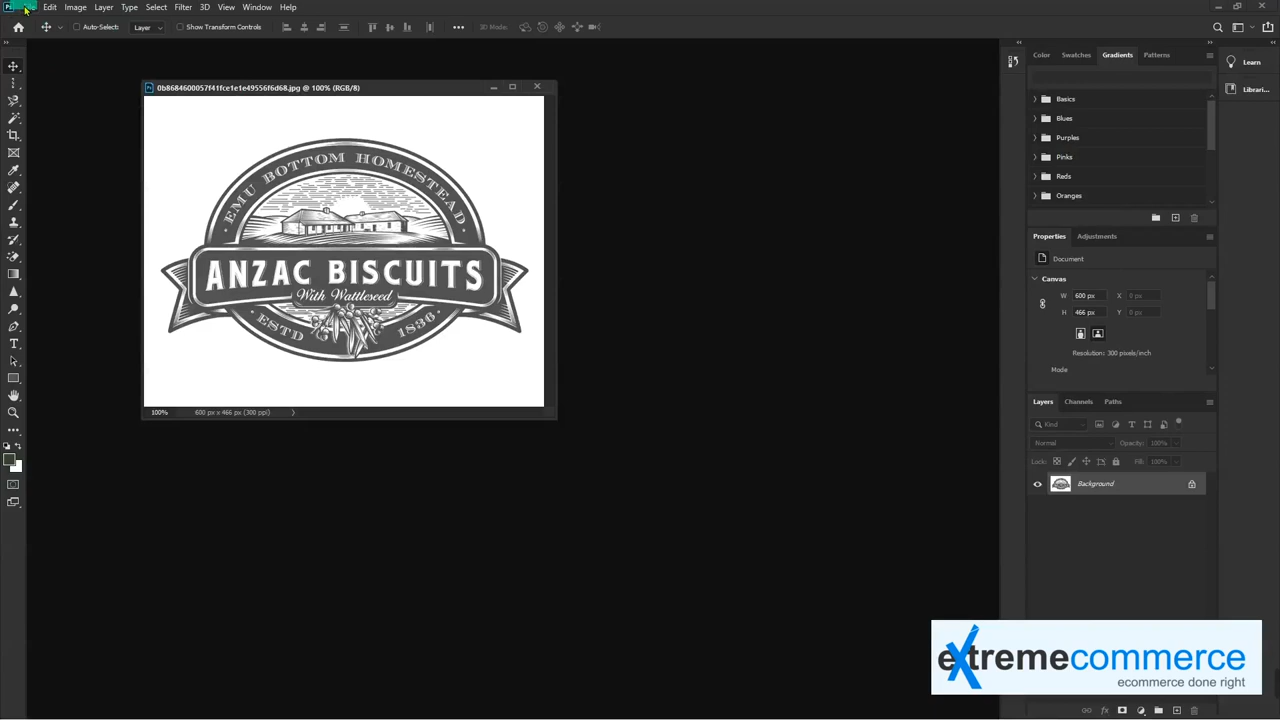 File Edit Image Layer Type Select Filter 3D View Window Help
Auto-Select: Layer Show Transform Controls 3D Mode:
Color Swatches Gradients Patterns
Learn
Librari...
Basics
Blues
Purples
Pinks
Reds
Oranges
Properties Adjustments
Document
Canvas
W 600 px X 0 px
H 466 px Y 0 px
Resolution: 300 pixels/inch
Mode
Layers Channels Paths
Kind
Normal Opacity: 100%
Lock: Fill: 100%
Background
0b8684600057f41fce1e1e49556f6d68.jpg @ 100% (RGB/8)
EMU BOTTOM HOMESTEAD
ANZAC BISCUITS
With Wattleseed
ESTD 1836
100% 600 px x 466 px (300 ppi)
extremecommerce
ecommerce done right